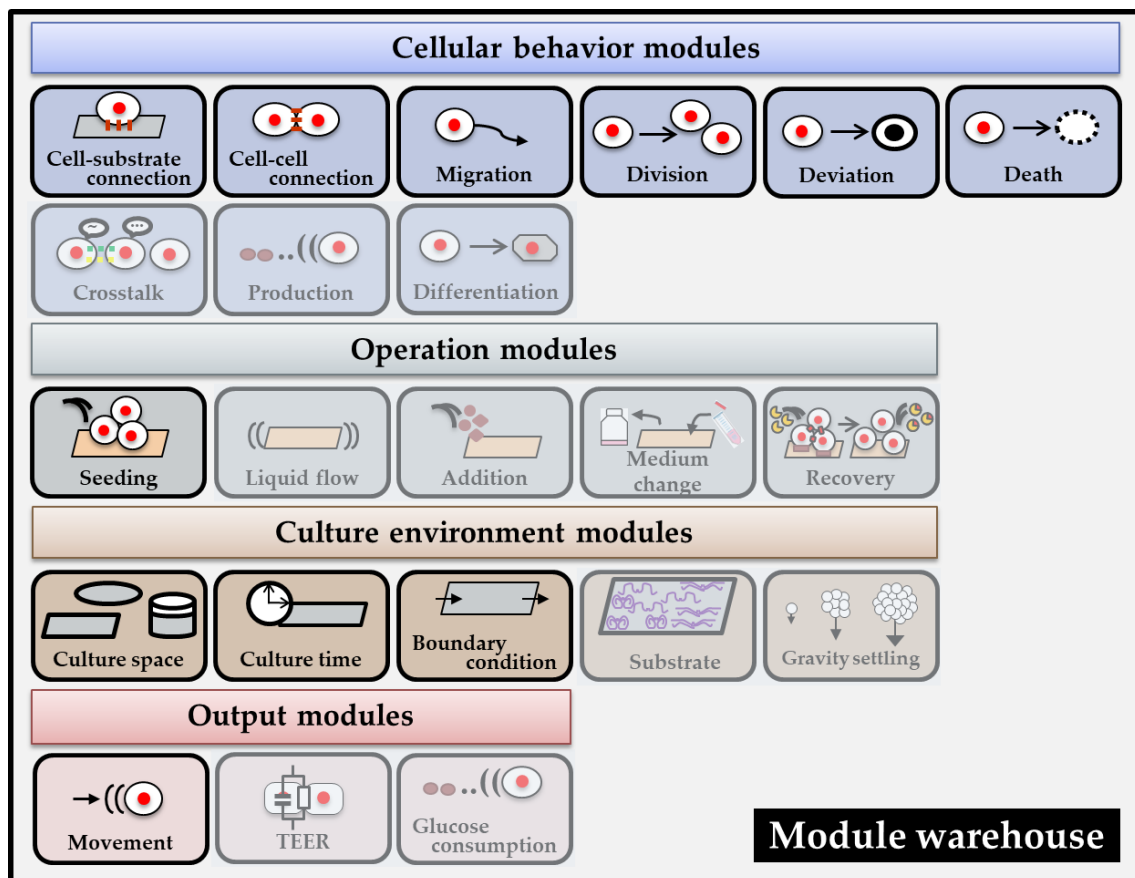 Cellular behavior modules
Cell-substrate
connection
Cell-cell
connection
Migration
Division
Deviation
Death
~
...
Crosstalk
Production
Differentiation
Operation modules
Seeding
Liquid flow
Addition
Medium
change
Recovery
Culture environment modules
Culture space
Culture time
Boundary
condition
Substrate
Gravity settling
Output modules
Movement
TEER
Glucose
consumption
Module warehouse